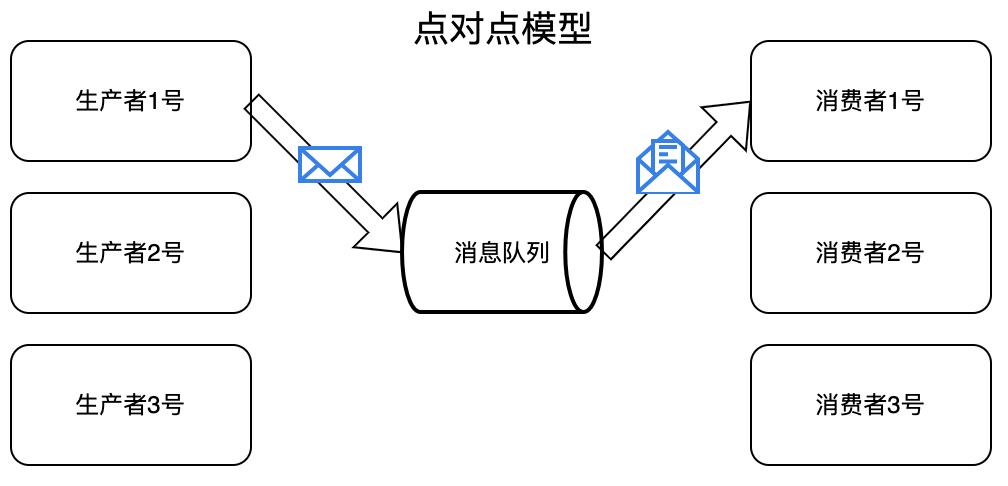 点对点模型
生产者1号
消费者1号
生产者2号
消息队列
消费者2号
生产者3号
消费者3号